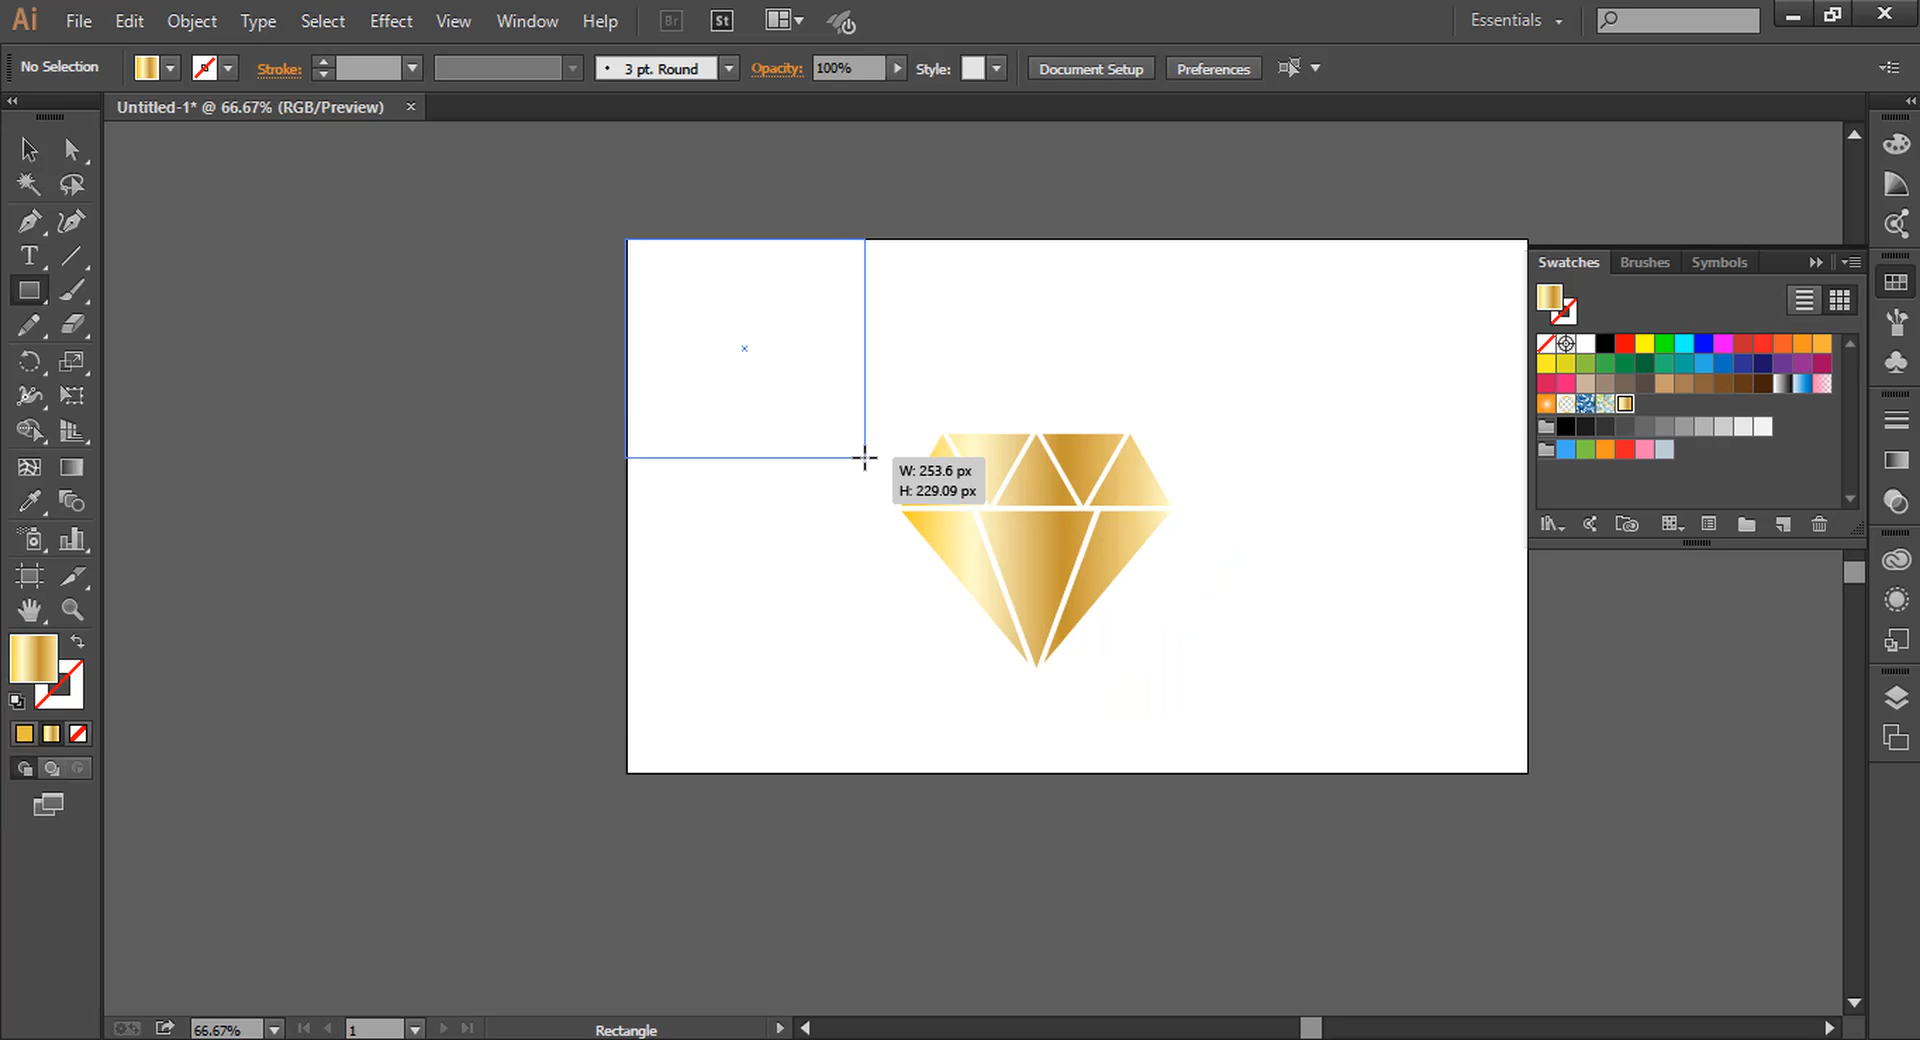 Ai File Edit Object Type Select Effect View Window Help Br St Essentials
No Selection Stroke: • 3 pt. Round Opacity: 100% Style: Document Setup Preferences
Untitled-1* @ 66.67% (RGB/Preview) ×
Swatches Brushes Symbols
W: 253.6 px
H: 229.09 px
66.67% 1 Rectangle